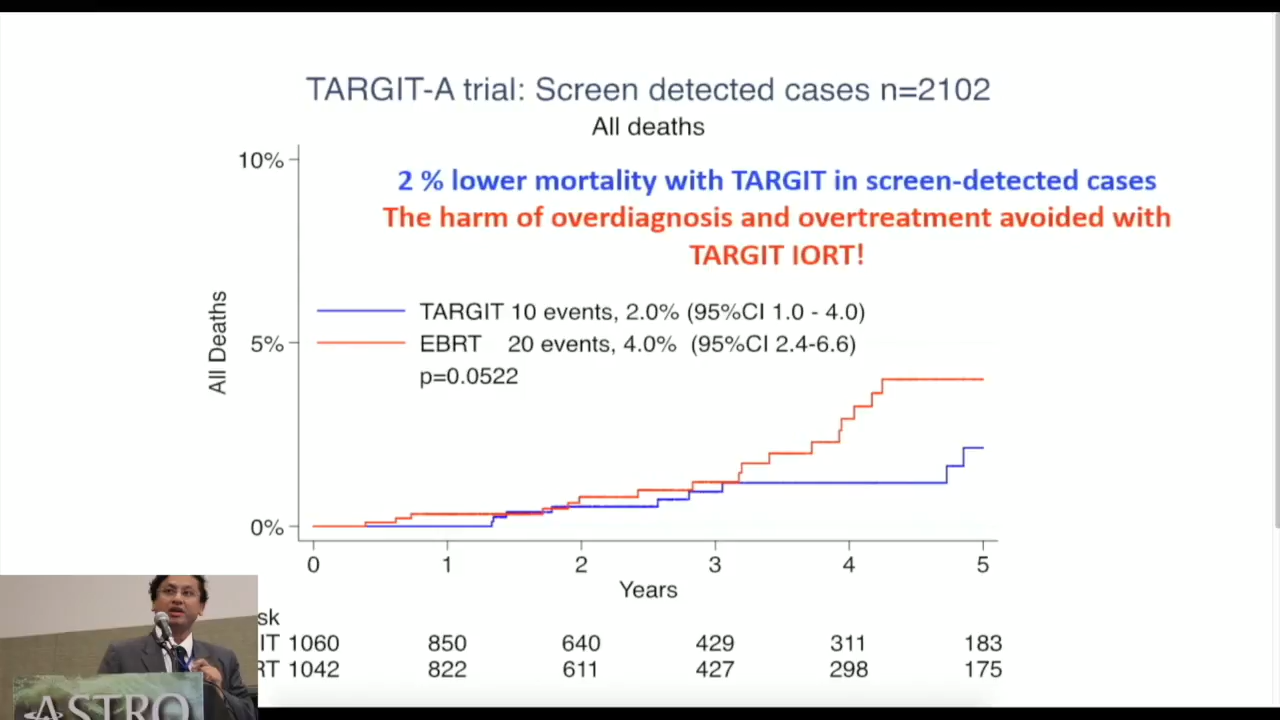 TARGIT-A trial: Screen detected cases n=2102
All deaths
10%
2 % lower mortality with TARGIT in screen-detected cases
The harm of overdiagnosis and overtreatment avoided with
TARGIT IORT!
TARGIT 10 events, 2.0% (95%CI 1.0 - 4.0)
EBRT 20 events, 4.0% (95%CI 2.4-6.6)
p=0.0522
All Deaths
5%
0%
0 1 2 3 4 5
Years
sk
IT 1060 850 640 429 311 183
RT 1042 822 611 427 298 175
ASTRO